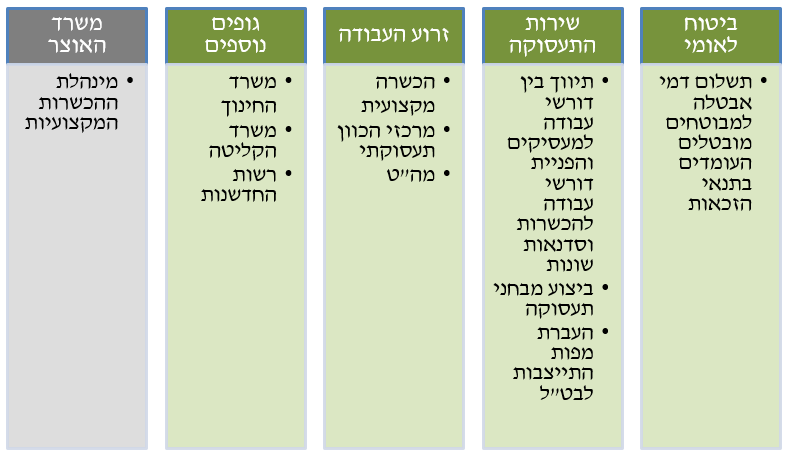 ביטוח
לאומי
• תשלום דמי
אבטלה
למבוטחים
מובטלים
העומדים
בתנאי
הזכאות
שירות
התעסוקה
• תיווך בין
דורשי
עבודה
למעסיקים
והפניית
דורשי
עבודה
להכשרות
וסדנאות
שונות
• ביצוע מבחני
תעסוקה
• העברת
מפות
התייצבות
לבט"ל
זרוע העבודה
• הכשרה
מקצועית
• מרכזי הכוון
תעסוקתי
• מה"ט
גופים
נוספים
• משרד
החינוך
• משרד
הקליטה
• רשות
החדשנות
משרד
האוצר
• מינהלת
ההכשרות
המקצועיות